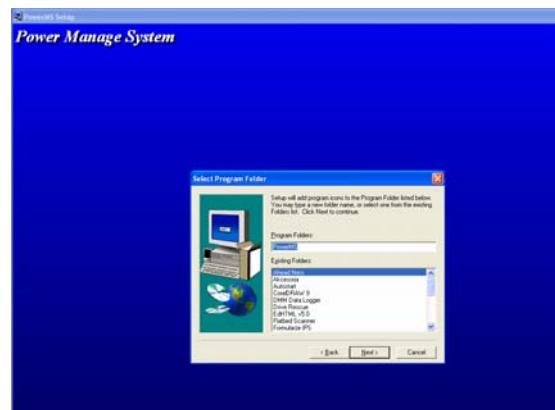 PowerMS Setup
Power Manage System
Select Program Folder
Setup will add program icons to the Program Folder listed below.
You may type a new folder name, or select one from the existing
Folders list. Click Next to continue.
Program Folders:
PowerMS
Existing Folders:
Ahead Nero
Akcesoria
Autostart
CorelDRAW 9
DMM Data Logger
Drive Rescue
EdHTML v5.0
Flatbed Scanner
Formularze IPS
< Back
Next >
Cancel